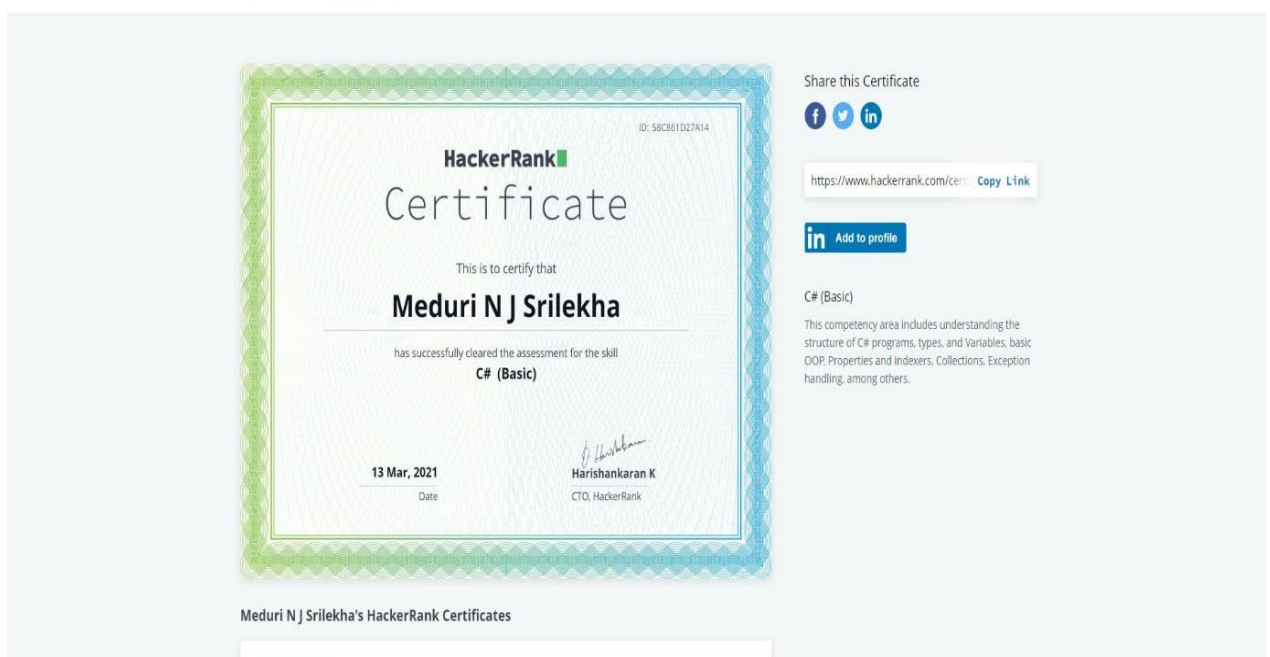 ID: 58C861D27A14
HackerRank
Certificate
This is to certify that
Meduri N J Srilekha
has successfully cleared the assessment for the skill
C# (Basic)
13 Mar, 2021
Date
Harishankaran K
CTO, HackerRank
Share this Certificate
https://www.hackerrank.com/cert Copy Link
in Add to profile
C# (Basic)
This competency area includes understanding the
structure of C# programs, types, and Variables, basic
OOP, Properties and Indexers, Collections, Exception
handling, among others.
Meduri N J Srilekha's HackerRank Certificates